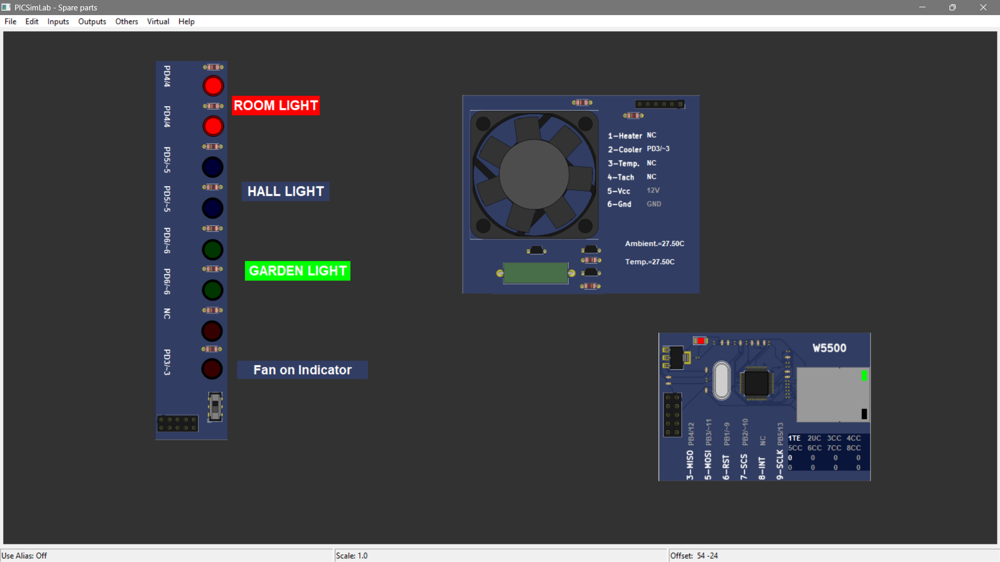 PICSimLab - Spare parts
File Edit Inputs Outputs Others Virtual Help
PD4/4
PD4/4
PD5/~5
PD5/~5
PD6/~6
PD6/~6
NC
PD3/~3
ROOM LIGHT
HALL LIGHT
GARDEN LIGHT
Fan on Indicator
1-Heater NC
2-Cooler PD3/~3
3-Temp. NC
4-Tach NC
5-Vcc 12V
6-Gnd GND
Ambient.=27.50C
Temp.=27.50C
W5500
3-MISO PB4/12
5-MOSI PB3/~11
6-RST PB1/~9
7-SCS PB2/~10
8-INT NC
9-SCLK PB5/13
1TE 2UC 3CC 4CC
5CC 6CC 7CC 8CC
0 0 0 0
0 0 0 0
Use Alias: Off
Scale: 1.0
Offset: 54 -24